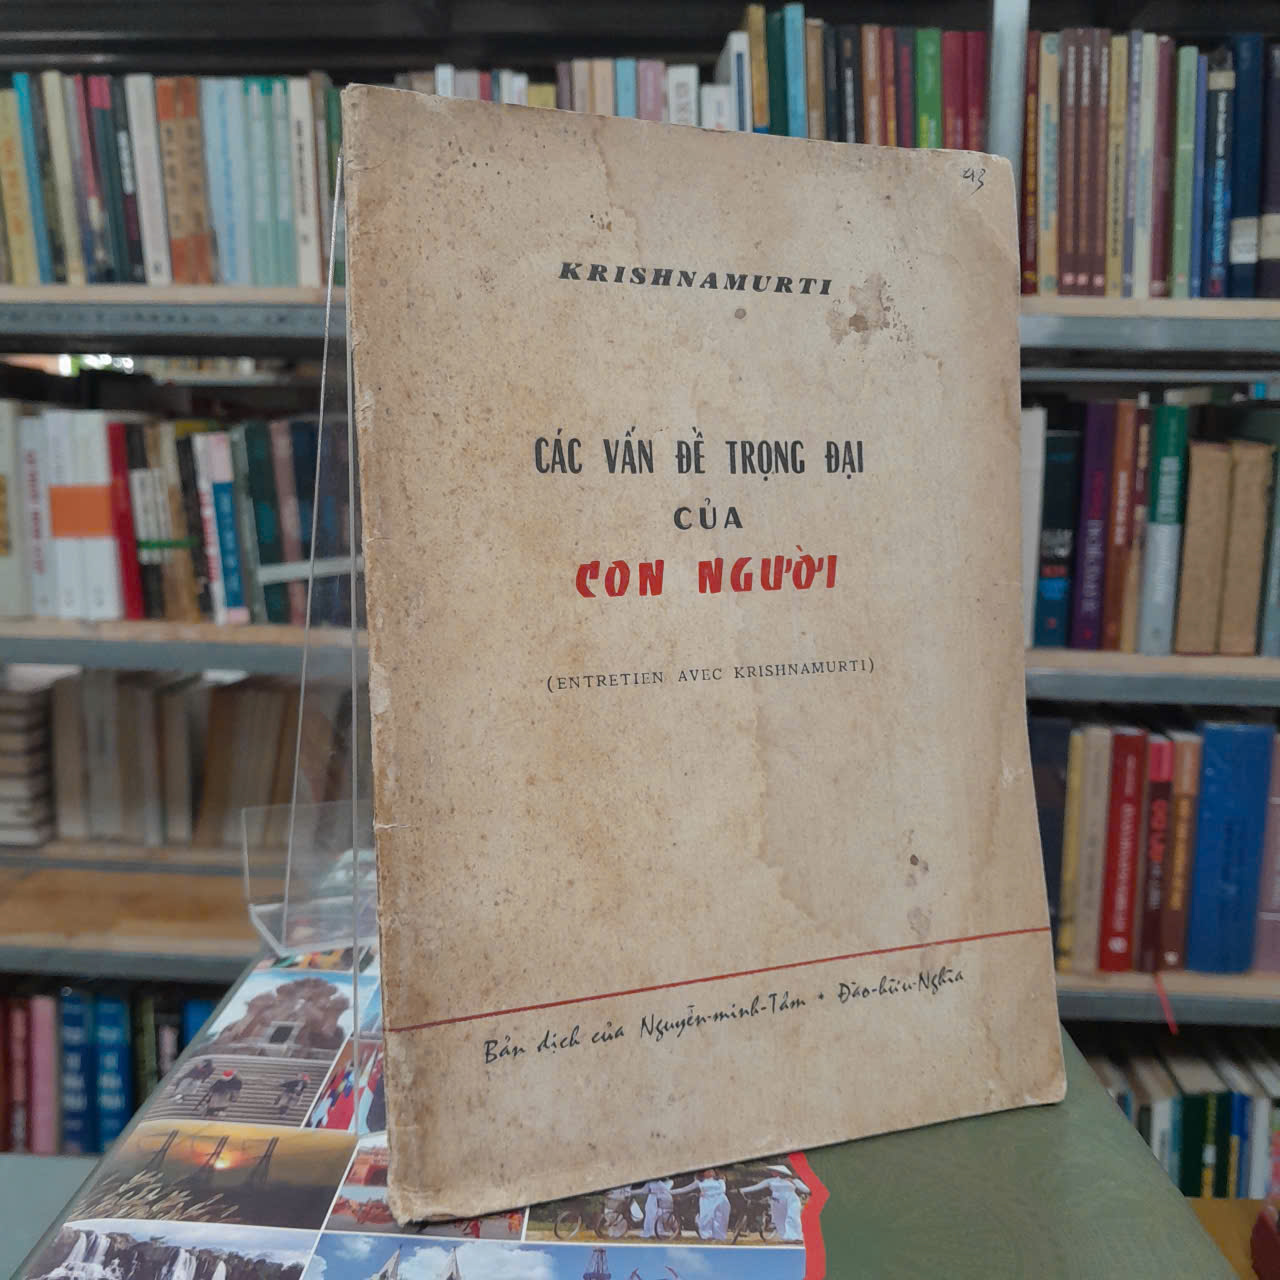 43
KRISHNAMURTI
CÁC VẤN ĐỀ TRỌNG ĐẠI
CỦA
CON NGƯỜI
(ENTRETIEN AVEC KRISHNAMURTI)
Bản dịch của Nguyễn-minh-Tâm • Đào-hữu-Nghĩa